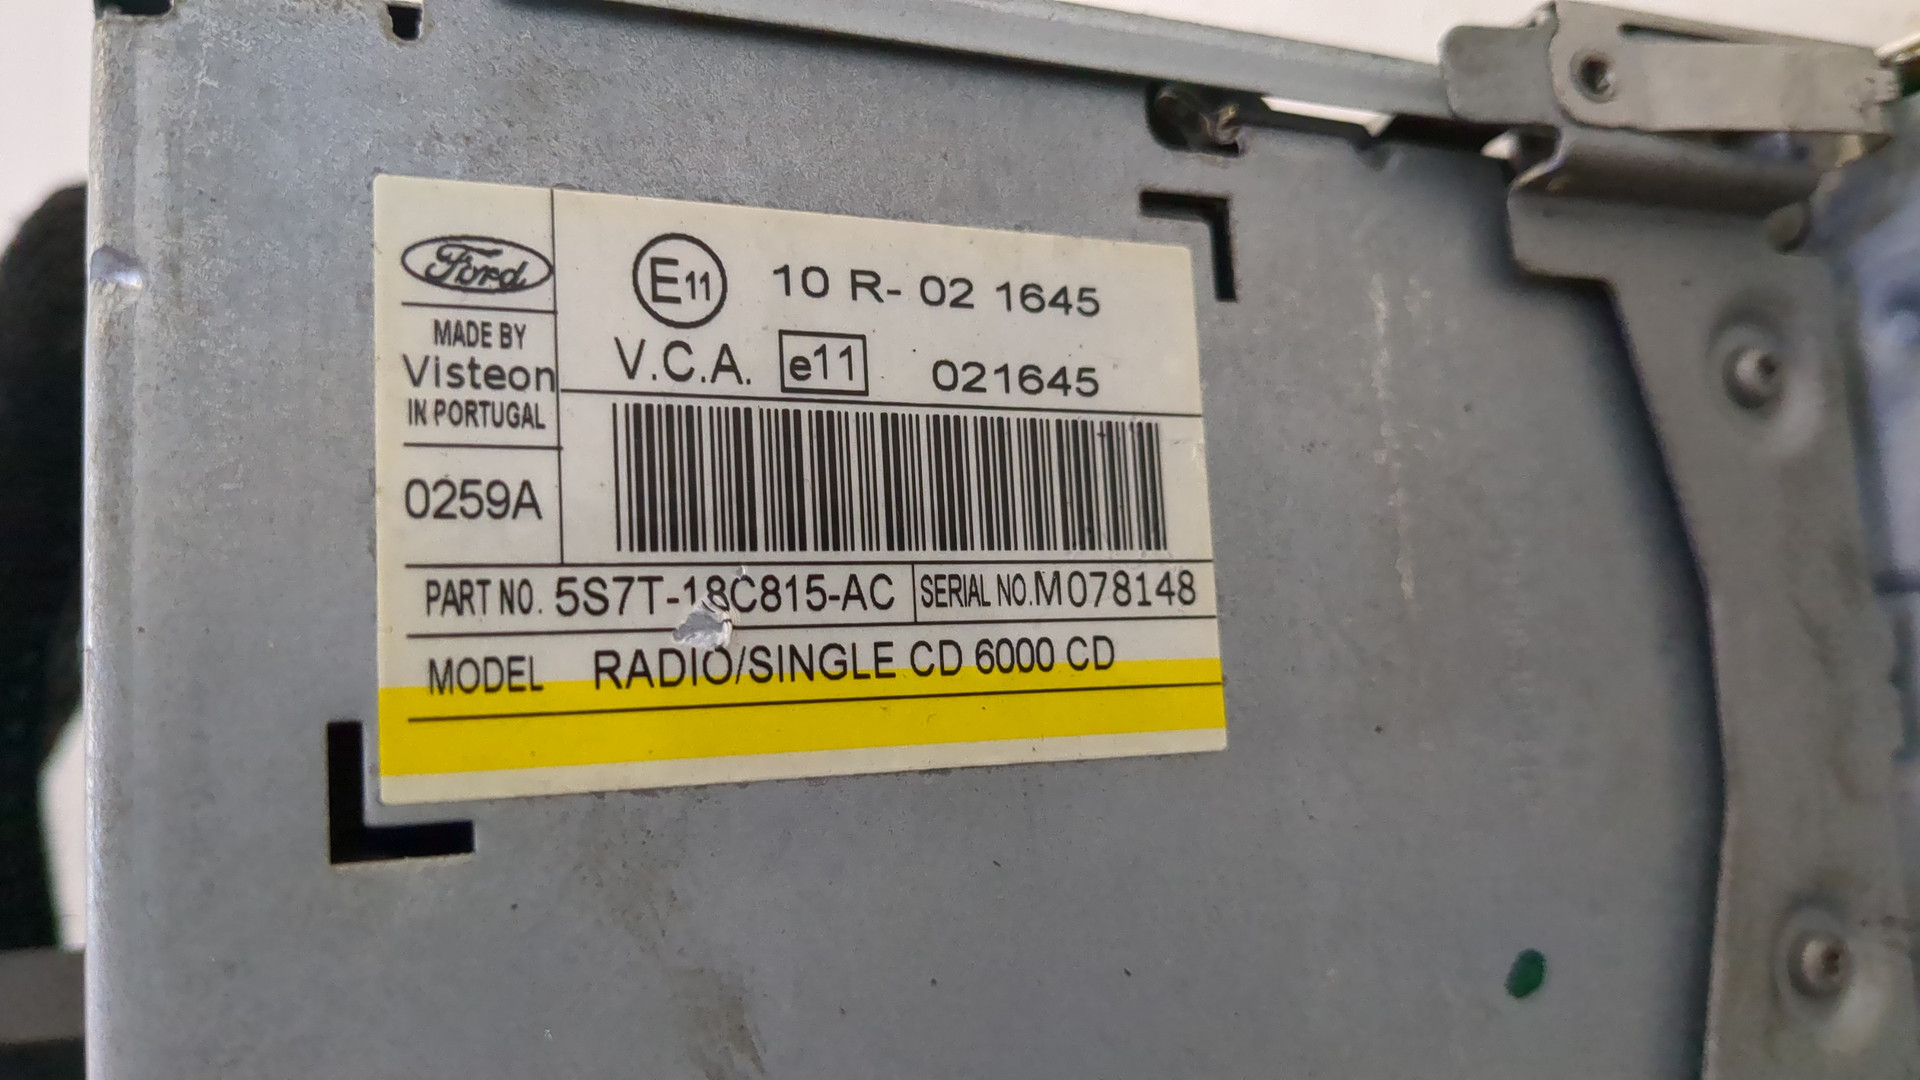 Ford
MADE BY
Visteon
IN PORTUGAL
0259A
E11 10 R- 02 1645
V.C.A. e11 021645
PART NO. 5S7T-18C815-AC SERIAL NO. M078148
MODEL RADIO/SINGLE CD 6000 CD